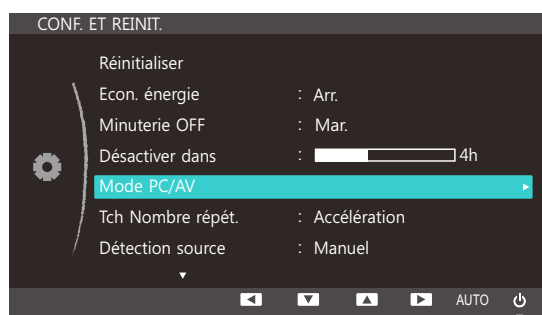 CONF. ET REINIT.
Réinitialiser
Econ. énergie : Arr.
Minuterie OFF : Mar.
Désactiver dans : 4h
Mode PC/AV
Tch Nombre répét. : Accélération
Détection source : Manuel
AUTO